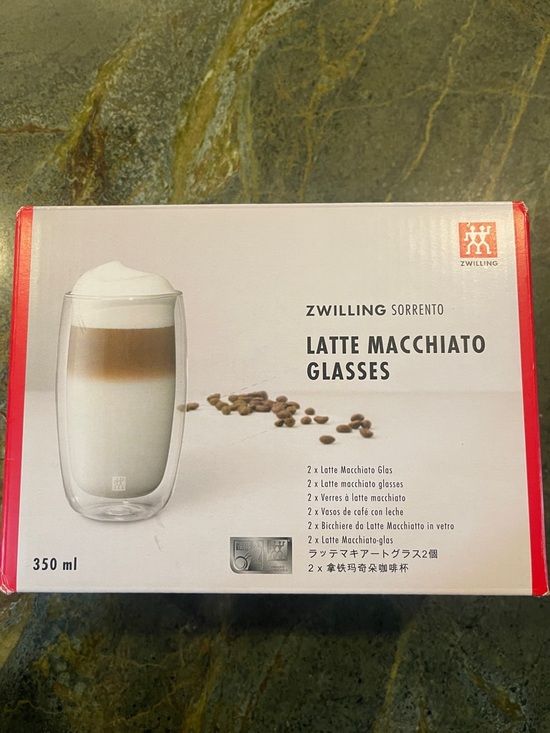 ZWILLING
ZWILLING SORRENTO
LATTE MACCHIATO
GLASSES
2 x Latte Macchiato Glas
2 x Latte macchiato glasses
2 x Verres à latte macchiato
2 x Vasos de café con leche
2 x Bicchiere da Latte Macchiatto in vetro
2 x Latte Macchiato-glas
ラッテマキアートグラス2個
2 x 拿铁玛奇朵咖啡杯
350 ml